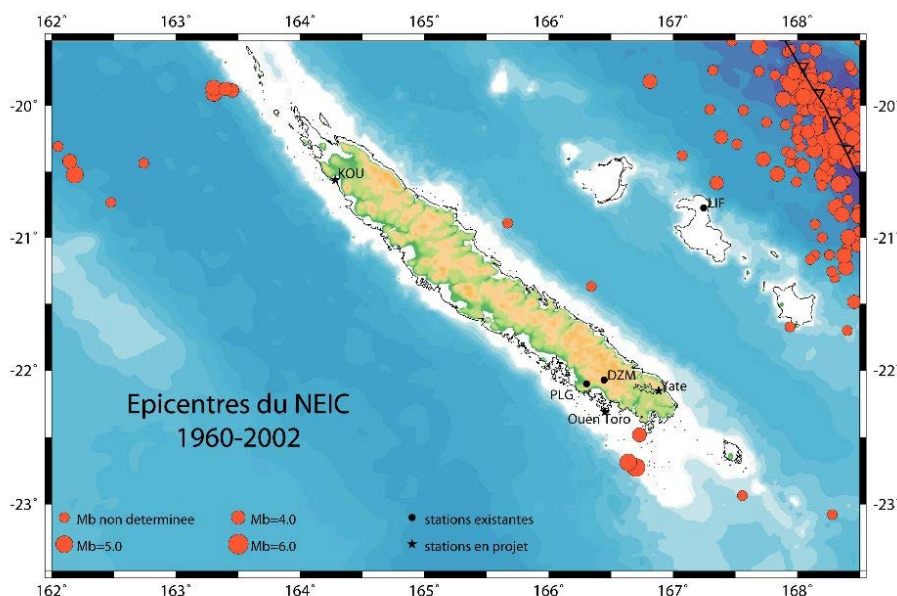 162° 163° 164° 165° 166° 167° 168°
-20° -20°
KOU
LIF
-21° -21°
-22° -22°
DZM
PLG
Yate
Ouen Toro
Epicentres du NEIC
1960-2002
-23° -23°
Mb non determinee Mb=4.0 stations existantes
Mb=5.0 Mb=6.0 stations en projet
162° 163° 164° 165° 166° 167° 168°